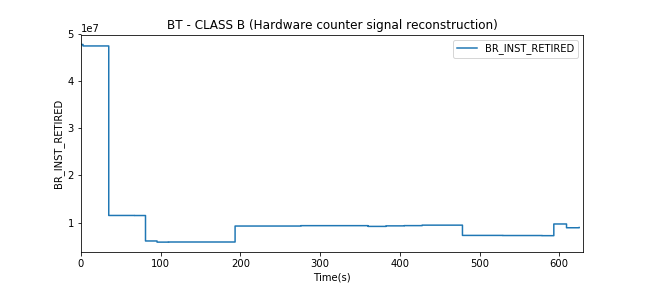 BT - CLASS B (Hardware counter signal reconstruction)
1e7
BR_INST_RETIRED
5
4
3
2
1
BR_INST_RETIRED
0 100 200 300 400 500 600
Time(s)